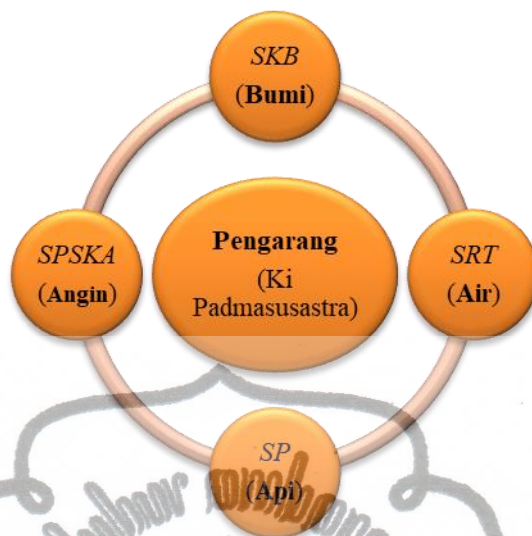 SKB
(Bumi)
SPSKA
(Angin)
Pengarang
(Ki
Padmasusastra)
SRT
(Air)
SP
(Api)